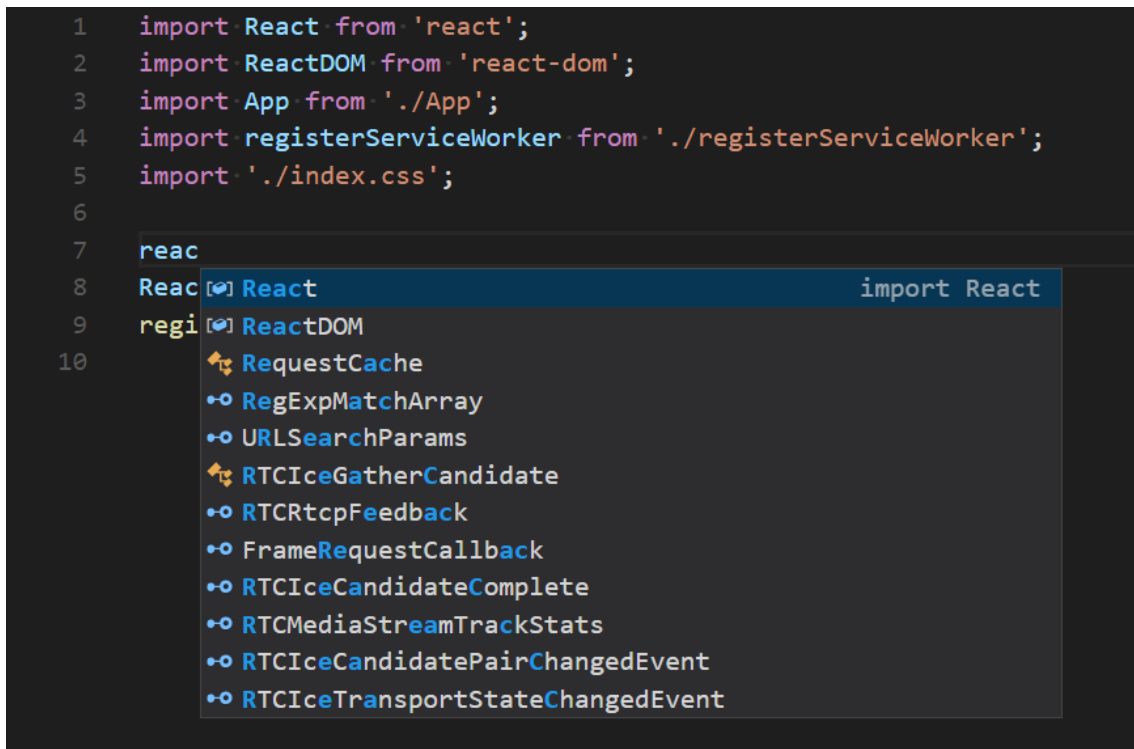 1 import React from 'react';
2 import ReactDOM from 'react-dom';
3 import App from './App';
4 import registerServiceWorker from './registerServiceWorker';
5 import './index.css';
6
7 reac
8 Reac React import React
9 regi ReactDOM
10 RequestCache
RegExpMatchArray
URLSearchParams
RTCIceGatherCandidate
RTCRtcpFeedback
FrameRequestCallback
RTCIceCandidateComplete
RTCMediaStreamTrackStats
RTCIceCandidatePairChangedEvent
RTCIceTransportStateChangedEvent